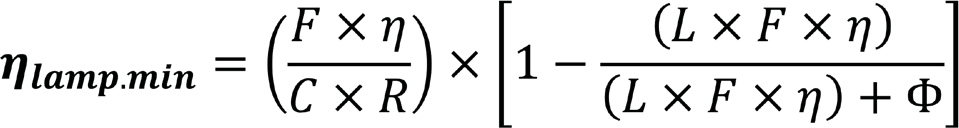 η_lamp.min = ((F × η)/(C × R)) × [1 − (L × F × η)/((L × F × η) + Φ)]